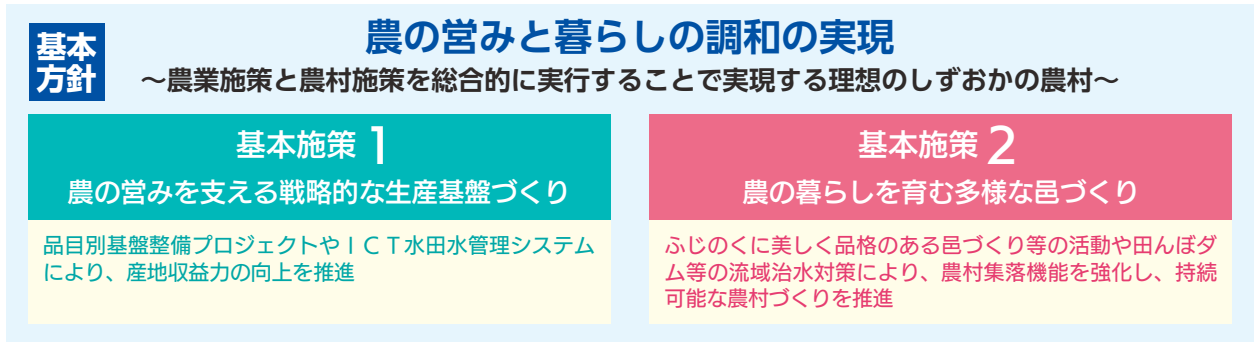 基本
方針
農の営みと暮らしの調和の実現
～農業施策と農村施策を総合的に実行することで実現する理想のしずおかの農村～
基本施策 1
農の営みを支える戦略的な生産基盤づくり
品目別基盤整備プロジェクトやＩＣＴ水田水管理システム
により、産地収益力の向上を推進
基本施策 2
農の暮らしを育む多様な邑づくり
ふじのくに美しく品格のある邑づくり等の活動や田んぼダ
ム等の流域治水対策により、農村集落機能を強化し、持続
可能な農村づくりを推進